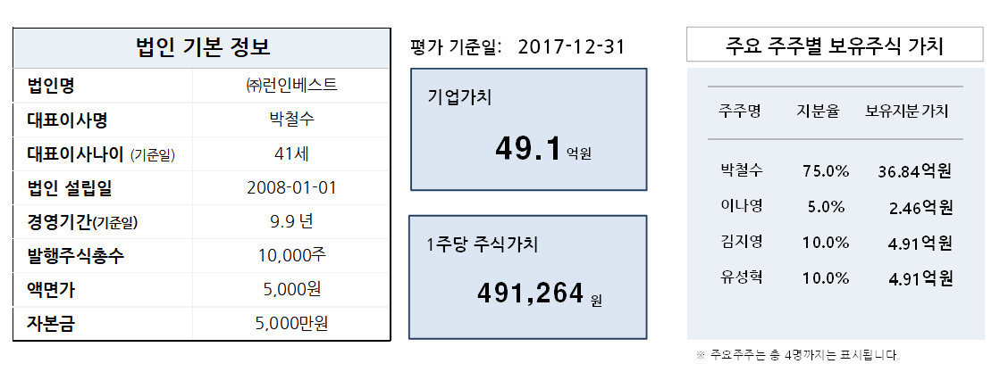 법인 기본 정보
법인명 ㈜런인베스트
대표이사명 박철수
대표이사나이 (기준일) 41세
법인 설립일 2008-01-01
경영기간(기준일) 9.9 년
발행주식총수 10,000주
액면가 5,000원
자본금 5,000만원
평가 기준일: 2017-12-31
기업가치
49.1 억원
1주당 주식가치
491,264 원
주요 주주별 보유주식 가치
주주명 지분율 보유지분 가치
박철수 75.0% 36.84억원
이나영 5.0% 2.46억원
김지영 10.0% 4.91억원
유성혁 10.0% 4.91억원
※ 주요주주는 총 4명까지는 표시됩니다.